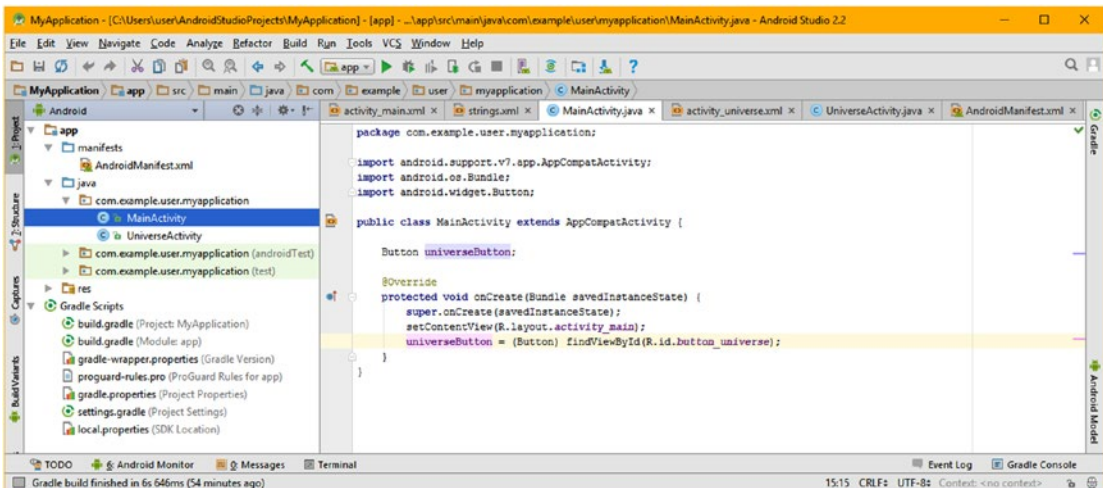 MyApplication - [C:\Users\user\AndroidStudioProjects\MyApplication] - [app] - ...\app\src\main\java\com\example\user\myapplication\MainActivity.java - Android Studio 2.2
File Edit View Navigate Code Analyze Refactor Build Run Tools VCS Window Help
app
MyApplication app src main java com example user myapplication MainActivity
Android
activity_main.xml × strings.xml × MainActivity.java × activity_universe.xml × UniverseActivity.java × AndroidManifest.xml ×
1: Project
2: Structure
Captures
Build Variants
app
manifests
AndroidManifest.xml
java
com.example.user.myapplication
MainActivity
UniverseActivity
com.example.user.myapplication (androidTest)
com.example.user.myapplication (test)
res
Gradle Scripts
build.gradle (Project: MyApplication)
build.gradle (Module: app)
gradle-wrapper.properties (Gradle Version)
proguard-rules.pro (ProGuard Rules for app)
gradle.properties (Project Properties)
settings.gradle (Project Settings)
local.properties (SDK Location)
package com.example.user.myapplication;
import android.support.v7.app.AppCompatActivity;
import android.os.Bundle;
import android.widget.Button;
public class MainActivity extends AppCompatActivity {
Button universeButton;
@Override
protected void onCreate(Bundle savedInstanceState) {
super.onCreate(savedInstanceState);
setContentView(R.layout.activity_main);
universeButton = (Button) findViewById(R.id.button_universe);
}
}
Gradle
Android Model
TODO 6: Android Monitor 0: Messages Terminal Event Log Gradle Console
Gradle build finished in 6s 646ms (54 minutes ago) 15:15 CRLF÷ UTF-8÷ Context: <no context>